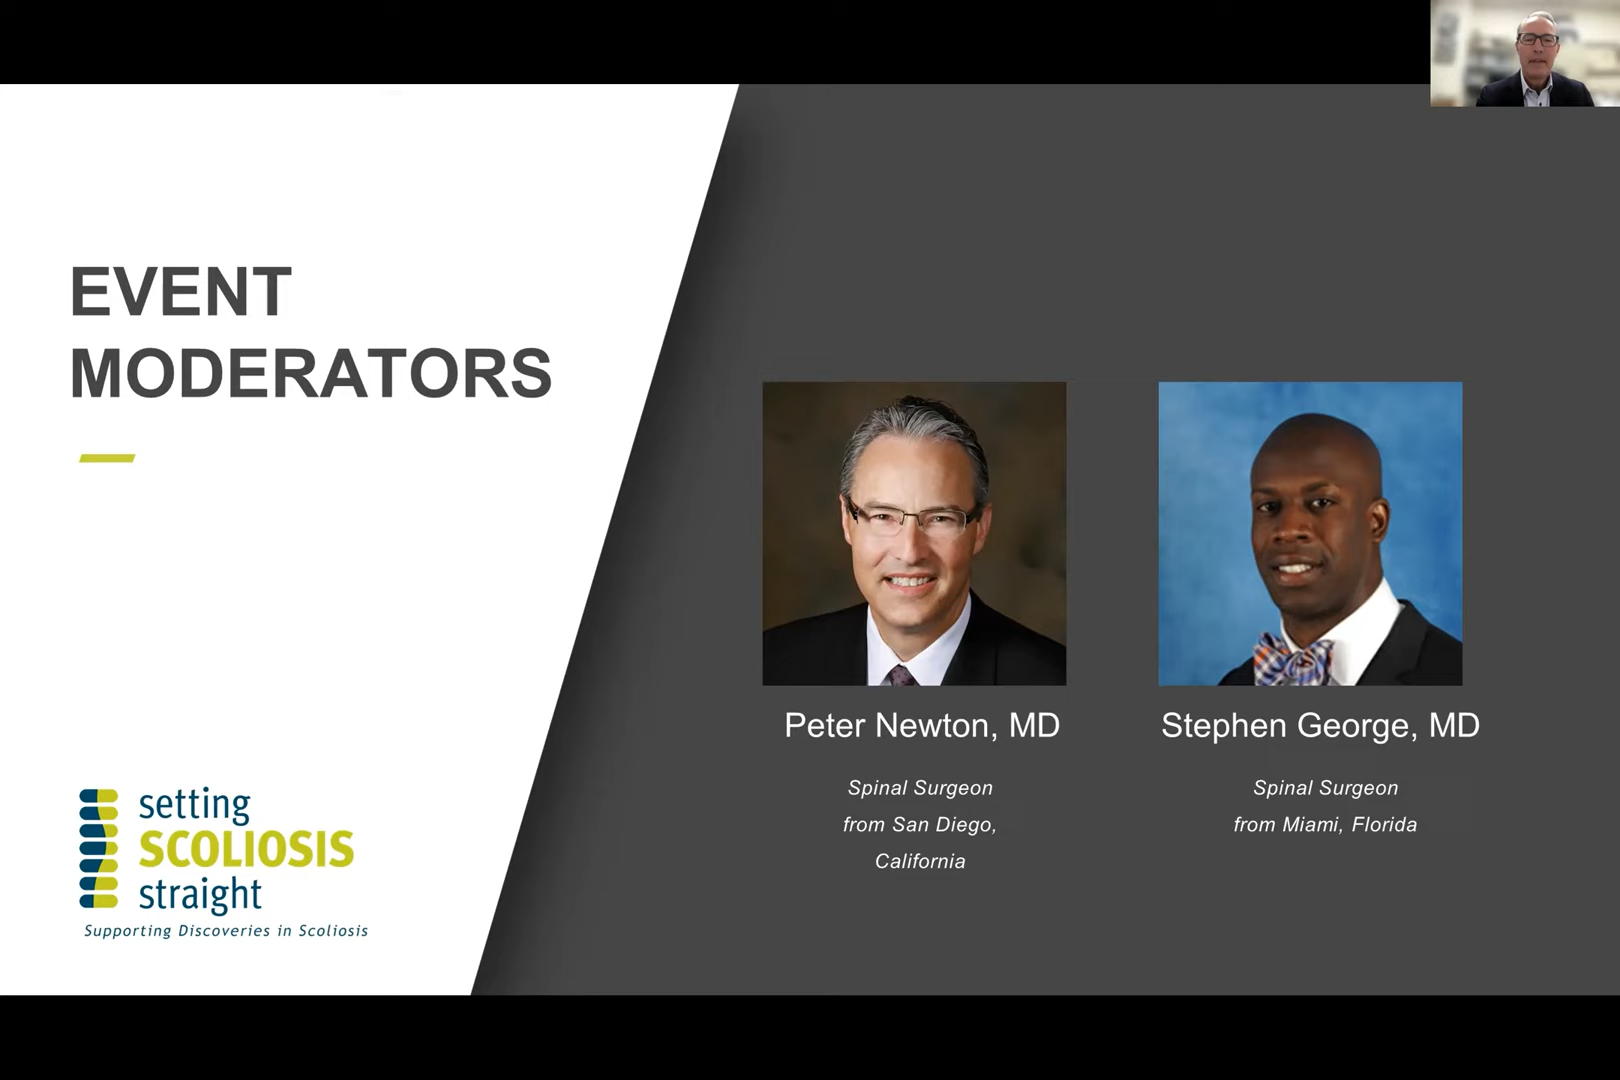 EVENT
MODERATORS
Peter Newton, MD
Spinal Surgeon
from San Diego,
California
Stephen George, MD
Spinal Surgeon
from Miami, Florida
setting
SCOLIOSIS
straight
Supporting Discoveries in Scoliosis